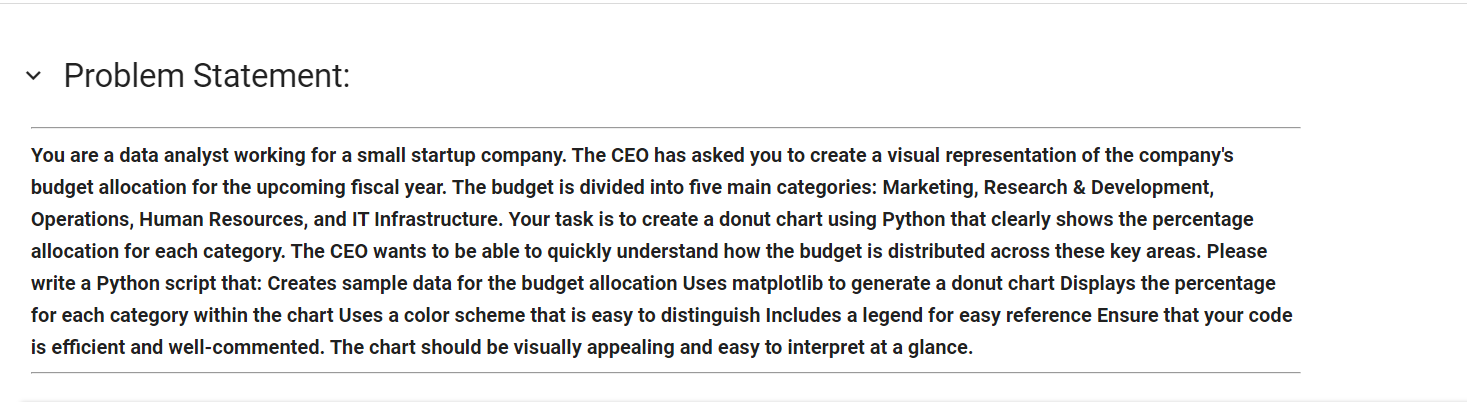 Problem Statement:
You are a data analyst working for a small startup company. The CEO has asked you to create a visual representation of the company's
budget allocation for the upcoming fiscal year. The budget is divided into five main categories: Marketing, Research & Development,
Operations, Human Resources, and IT Infrastructure. Your task is to create a donut chart using Python that clearly shows the percentage
allocation for each category. The CEO wants to be able to quickly understand how the budget is distributed across these key areas. Please
write a Python script that: Creates sample data for the budget allocation Uses matplotlib to generate a donut chart Displays the percentage
for each category within the chart Uses a color scheme that is easy to distinguish Includes a legend for easy reference Ensure that your code
is efficient and well-commented. The chart should be visually appealing and easy to interpret at a glance.